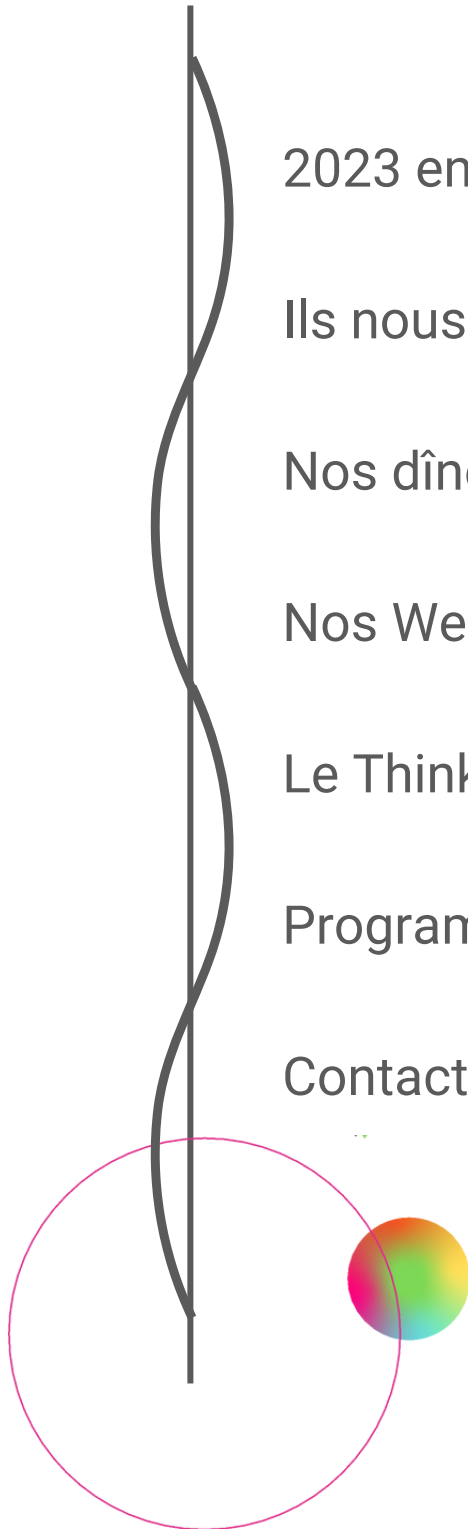 2023 en
Ils nous
Nos dîn
Nos We
Le Think
Program
Contact